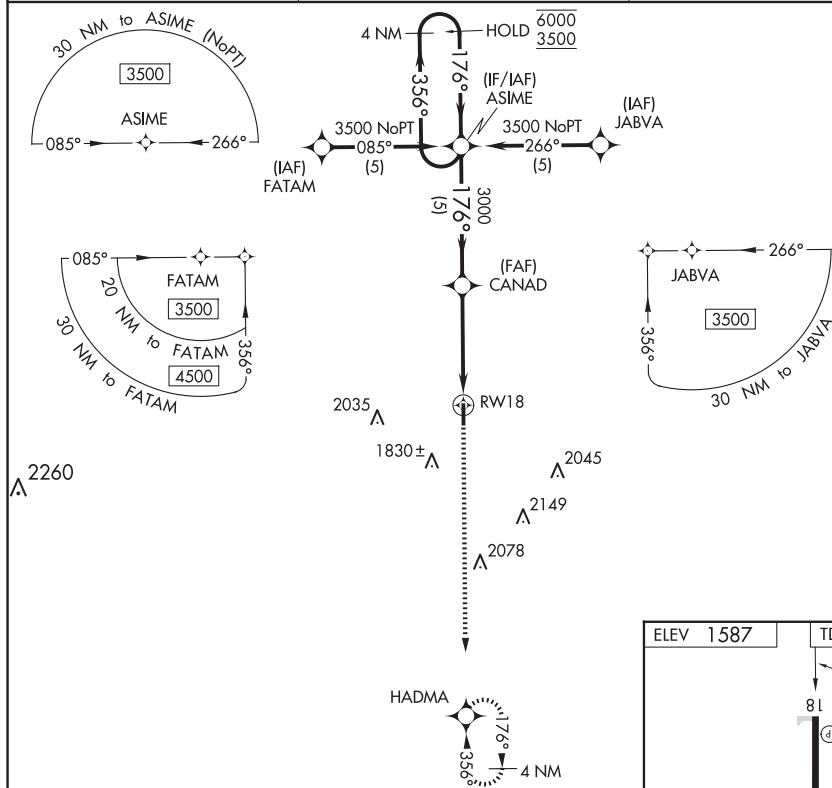 30 NM to ASIME (NoPT)
3500
ASIME
085°
266°
4 NM
HOLD
6000
3500
356°
176°
(IF/IAF)
ASIME
(IAF)
JABVA
3500 NoPT
085°
(5)
3500 NoPT
266°
(5)
(IAF)
FATAM
3000
176°
(5)
085°
FATAM
3500
20 NM to FATAM
4500
30 NM to FATAM
356°
(FAF)
CANAD
266°
JABVA
3500
356°
30 NM to JABVA
RW18
2035
1830±
2045
2260
2149
2078
HADMA
176°
356°
4 NM
ELEV 1587
TD
18
P